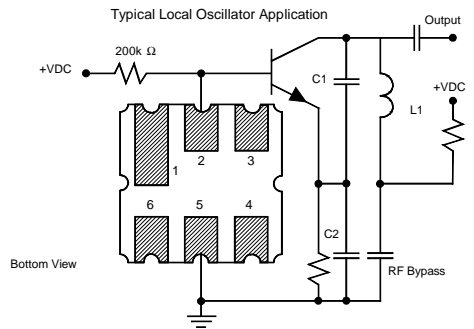 Typical Local Oscillator Application
Output
200k Ω
+VDC
C1
+VDC
L1
2
3
1
6
5
4
C2
Bottom View
RF Bypass